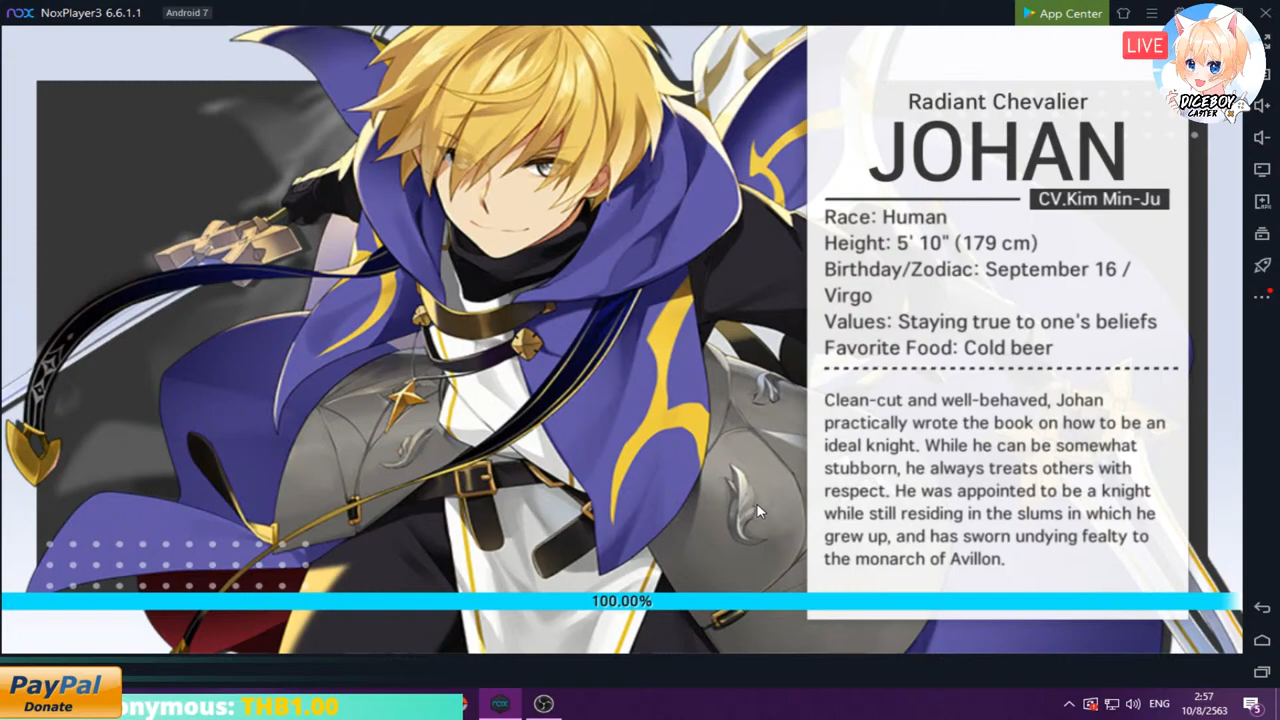 nox NoxPlayer3 6.6.1.1 Android 7
App Center
LIVE
DICEBOY
CASTER
Radiant Chevalier
JOHAN
CV.Kim Min-Ju
Race: Human
Height: 5' 10" (179 cm)
Birthday/Zodiac: September 16 /
Virgo
Values: Staying true to one's beliefs
Favorite Food: Cold beer
Clean-cut and well-behaved, Johan
practically wrote the book on how to be an
ideal knight. While he can be somewhat
stubborn, he always treats others with
respect. He was appointed to be a knight
while still residing in the slums in which he
grew up, and has sworn undying fealty to
the monarch of Avillon.
100.00%
PayPal
Donate
onymous: THB1.00
nox
ENG
2:57
10/8/2563
5